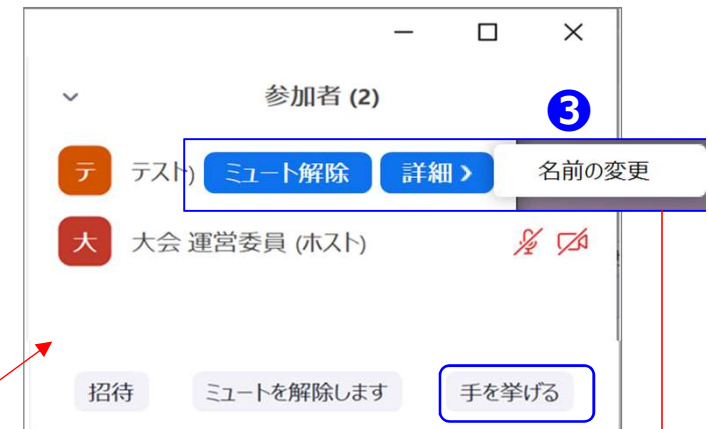 参加者 (2)
❸
テ テスト) ミュート解除 詳細 名前の変更
大 大会 運営委員 (ホスト)
招待 ミュートを解除します 手を挙げる